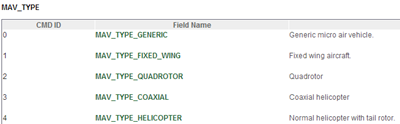 MAV_TYPE
CMD ID Field Name
0 MAV_TYPE_GENERIC Generic micro air vehicle.
1 MAV_TYPE_FIXED_WING Fixed wing aircraft.
2 MAV_TYPE_QUADROTOR Quadrotor
3 MAV_TYPE_COAXIAL Coaxial helicopter
4 MAV_TYPE_HELICOPTER Normal helicopter with tail rotor.